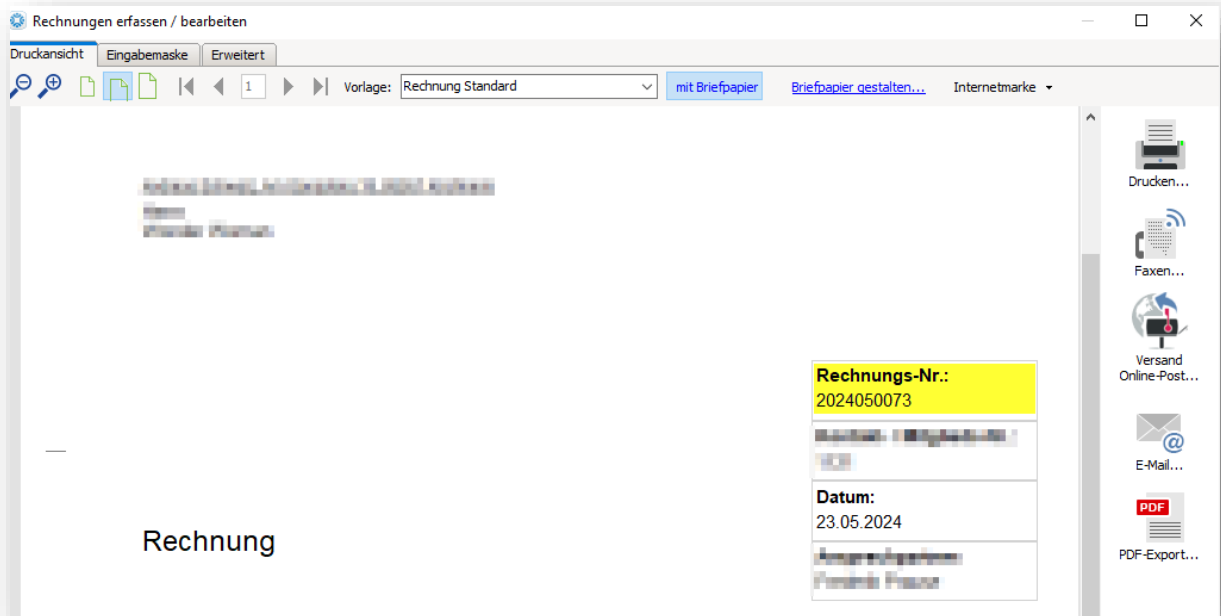 Rechnungen erfassen / bearbeiten
Druckansicht Eingabemaske Erweitert
1 Vorlage: Rechnung Standard mit Briefpapier Briefpapier gestalten... Internetmarke
Drucken...
Faxen...
Versand
Online-Post...
E-Mail...
PDF
PDF-Export...
Rechnungs-Nr.:
2024050073
Datum:
23.05.2024
Rechnung